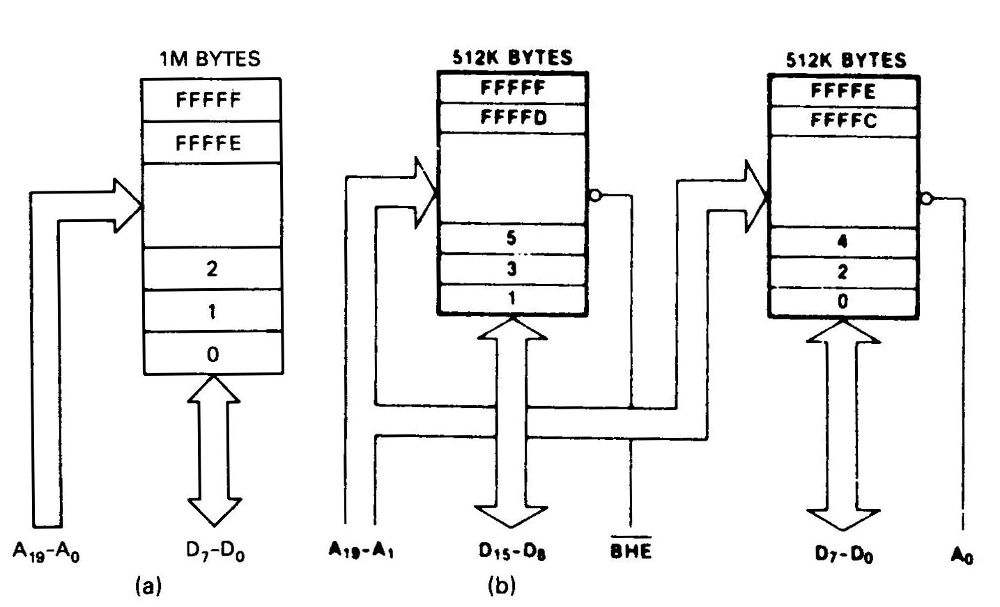 1M BYTES
FFFFF
FFFFE
2
1
0
A19-A0
D7-D0
(a)
512K BYTES
FFFFF
FFFFD
5
3
1
512K BYTES
FFFFE
FFFFC
4
2
0
A19-A1
D15-D8
BHE
D7-D0
A0
(b)